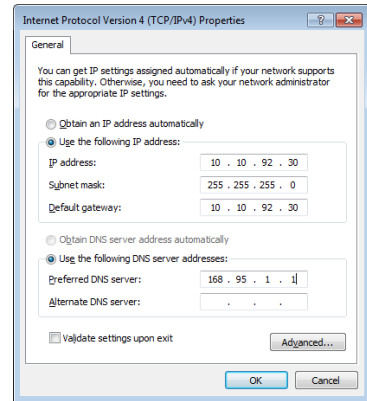 Internet Protocol Version 4 (TCP/IPv4) Properties
General
You can get IP settings assigned automatically if your network supports
this capability. Otherwise, you need to ask your network administrator
for the appropriate IP settings.
Obtain an IP address automatically
Use the following IP address:
IP address: 10 . 10 . 92 . 30
Subnet mask: 255 . 255 . 255 . 0
Default gateway: 10 . 10 . 92 . 30
Obtain DNS server address automatically
Use the following DNS server addresses:
Preferred DNS server: 168 . 95 . 1 . 1
Alternate DNS server: . . .
Validate settings upon exit
Advanced...
OK Cancel